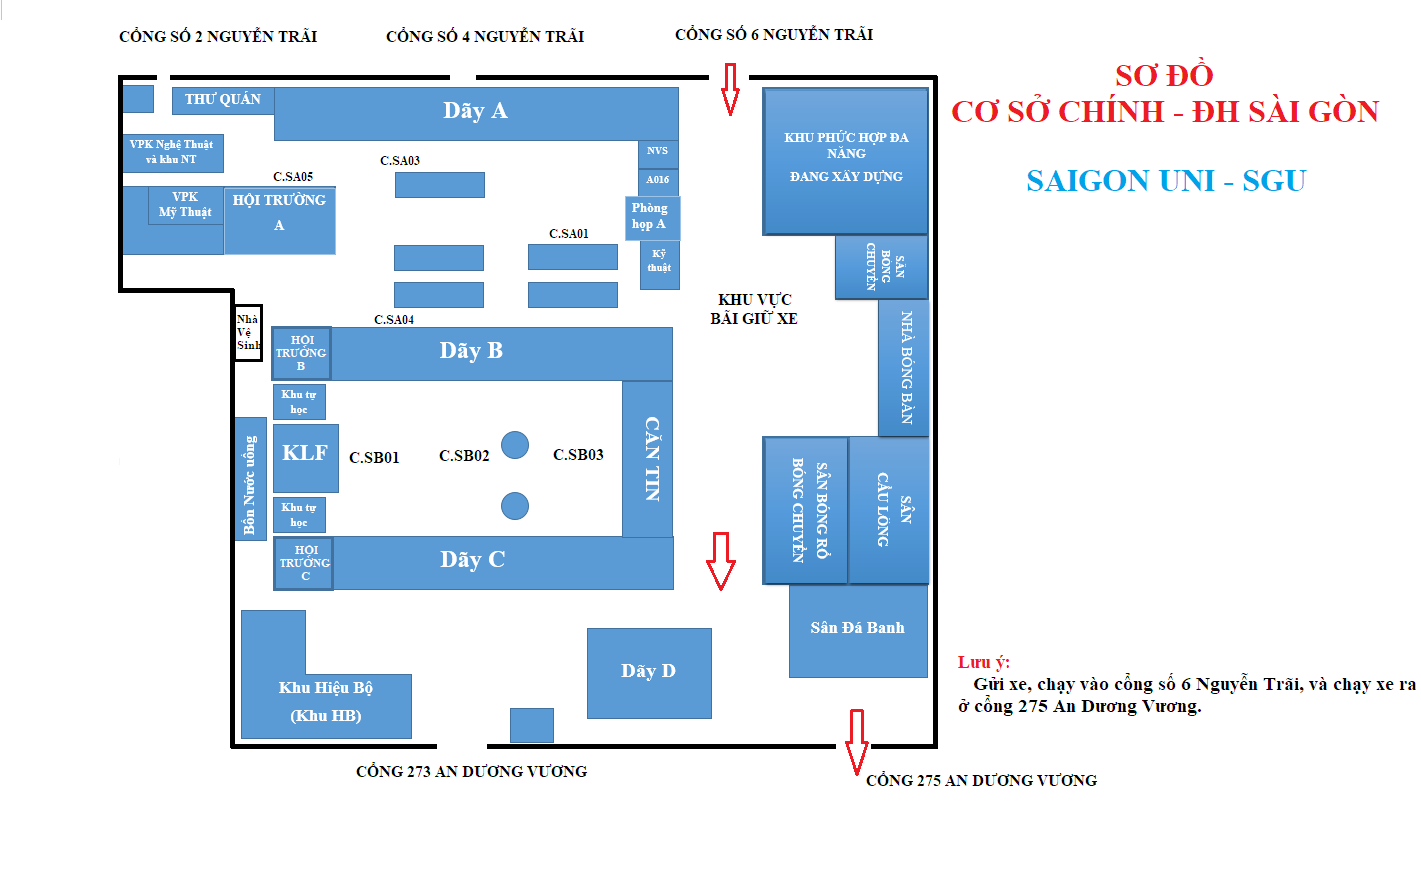 CỔNG SỐ 2 NGUYỄN TRÃI
CỔNG SỐ 4 NGUYỄN TRÃI
CỔNG SỐ 6 NGUYỄN TRÃI
SƠ ĐỒ
CƠ SỞ CHÍNH - ĐH SÀI GÒN
SAIGON UNI - SGU
THƯ QUÁN
Dãy A
KHU PHỨC HỢP ĐA
NĂNG
ĐANG XÂY DỰNG
VPK Nghệ Thuật
và khu NT
NVS
C.SA03
C.SA05
A016
VPK
Mỹ Thuật
HỘI TRƯỜNG
A
Phòng
họp A
C.SA01
Kỹ
thuật
SÂN
BÓNG
CHUYỀN
KHU VỰC
BÃI GIỮ XE
Nhà
Vệ
Sinh
C.SA04
HỘI
TRƯỜNG
B
Dãy B
NHÀ BÓNG BÀN
Khu tự
học
CĂN TIN
KLF
C.SB01
C.SB02
C.SB03
Bồn Nước uống
SÂN BÓNG RỔ
BÓNG CHUYỀN
SÂN
CẦU LÔNG
Khu tự
học
HỘI
TRƯỜNG
C
Dãy C
Sân Đá Banh
Dãy D
Khu Hiệu Bộ
(Khu HB)
Lưu ý:
Gửi xe, chạy vào cổng số 6 Nguyễn Trãi, và chạy xe ra
ở cổng 275 An Dương Vương.
CỔNG 273 AN DƯƠNG VƯƠNG
CỔNG 275 AN DƯƠNG VƯƠNG